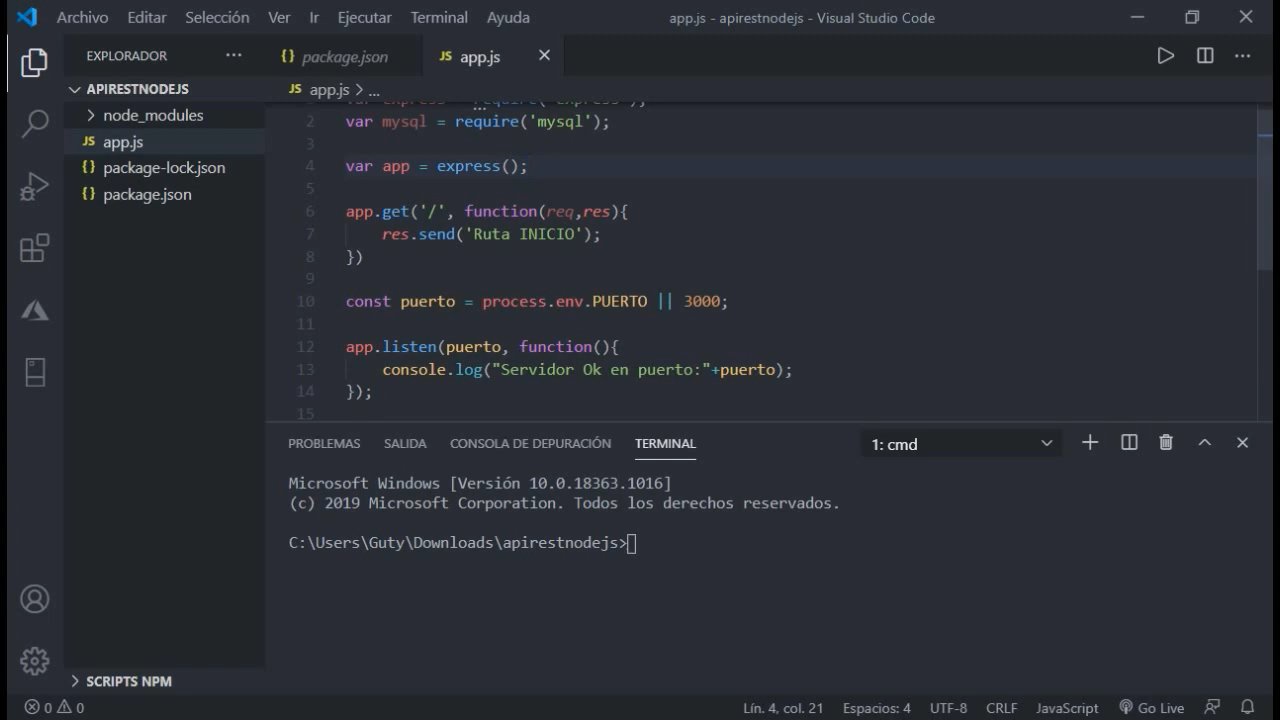 Archivo Editar Selección Ver Ir Ejecutar Terminal Ayuda app.js - apirestnodejs - Visual Studio Code
EXPLORADOR
package.json
JS app.js
APIRESTNODEJS
node_modules
JS app.js
package-lock.json
package.json
SCRIPTS NPM
JS app.js > ...
2 var mysql = require('mysql');
3
4 var app = express();
5
6 app.get('/', function(req,res){
7 res.send('Ruta INICIO');
8 })
9
10 const puerto = process.env.PUERTO || 3000;
11
12 app.listen(puerto, function(){
13 console.log("Servidor Ok en puerto:"+puerto);
14 });
15
PROBLEMAS SALIDA CONSOLA DE DEPURACIÓN TERMINAL 1: cmd
Microsoft Windows [Versión 10.0.18363.1016]
(c) 2019 Microsoft Corporation. Todos los derechos reservados.
C:\Users\Guty\Downloads\apirestnodejs>
0 0 Lín. 4, col. 21 Espacios: 4 UTF-8 CRLF JavaScript Go Live